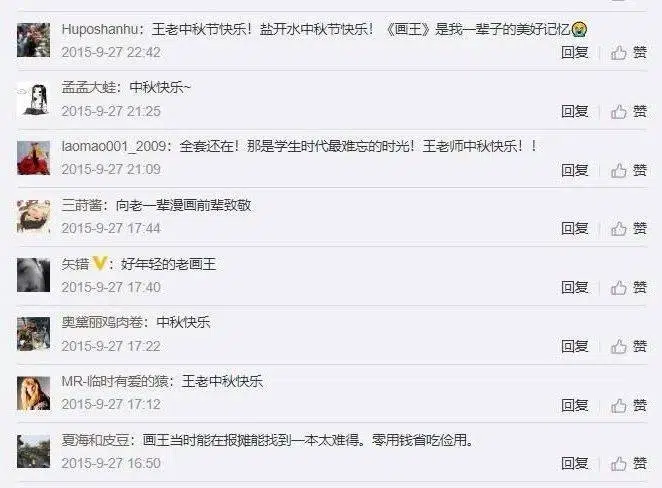 Huposhanhu：王老中秋节快乐！盐开水中秋节快乐！《画王》是我一辈子的美好记忆😭
2015-9-27 22:42 回复 赞
孟孟大蛙：中秋快乐~
2015-9-27 21:25 回复 赞
laomao001_2009：全套还在！那是学生时代最难忘的时光！王老师中秋快乐！！
2015-9-27 21:09 回复 赞
三莳酱：向老一辈漫画前辈致敬
2015-9-27 17:44 回复 赞
矢错：好年轻的老画王
2015-9-27 17:40 回复 赞
奥黛丽鸡肉卷：中秋快乐
2015-9-27 17:22 回复 赞
MR-临时有爱的猿：王老中秋快乐
2015-9-27 17:12 回复 赞
夏海和皮豆：画王当时能在报摊能找到一本太难得。零用钱省吃俭用。
2015-9-27 16:50 回复 赞